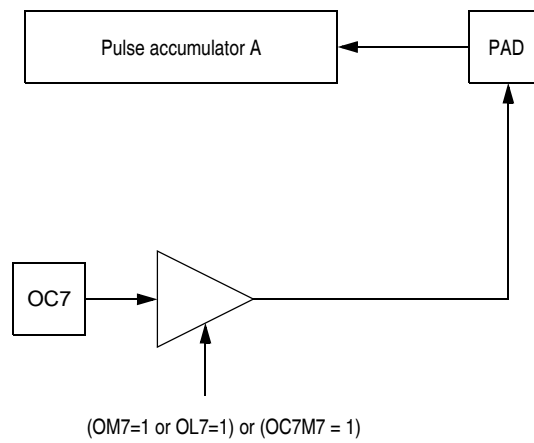 Pulse accumulator A
PAD
OC7
(OM7=1 or OL7=1) or (OC7M7 = 1)